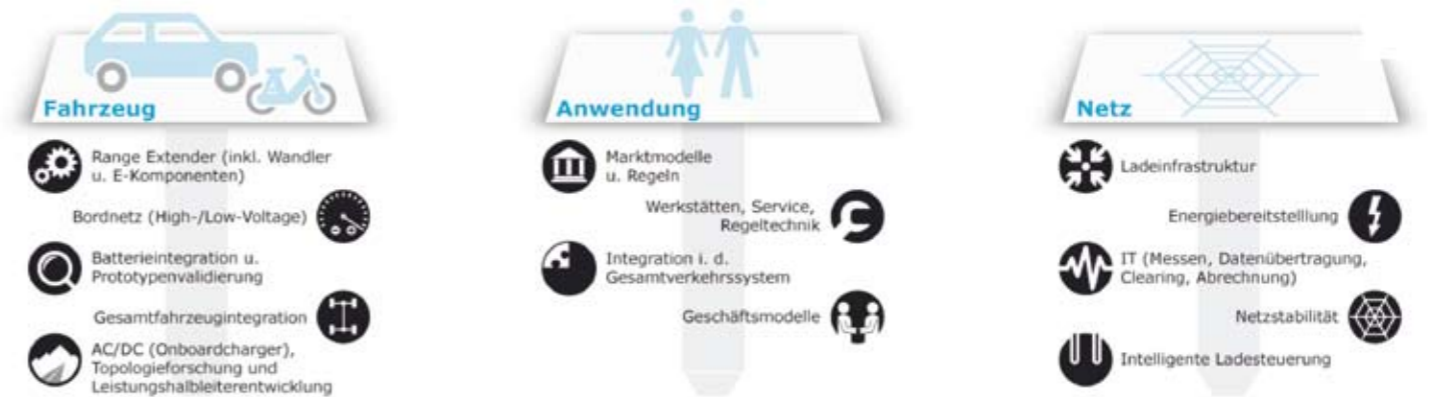 Fahrzeug
Range Extender (inkl. Wandler
u. E-Komponenten)
Bordnetz (High-/Low-Voltage)
Batterieintegration u.
Prototypenvalidierung
Gesamtfahrzeugintegration
AC/DC (Onboardcharger),
Topologieforschung und
Leistungshalbleiterentwicklung
Anwendung
Marktmodelle
u. Regeln
Werkstätten, Service,
Regeltechnik
Integration i. d.
Gesamtverkehrssystem
Geschäftsmodelle
Netz
Ladeinfrastruktur
Energiebereitstelllung
IT (Messen, Datenübertragung,
Clearing, Abrechnung)
Netzstabilität
Intelligente Ladesteuerung